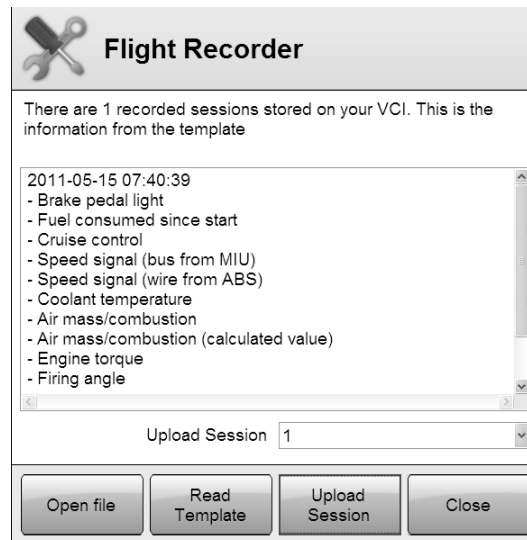 Flight Recorder
There are 1 recorded sessions stored on your VCI. This is the
information from the template
2011-05-15 07:40:39
- Brake pedal light
- Fuel consumed since start
- Cruise control
- Speed signal (bus from MIU)
- Speed signal (wire from ABS)
- Coolant temperature
- Air mass/combustion
- Air mass/combustion (calculated value)
- Engine torque
- Firing angle
Upload Session 1
Open file
Read
Template
Upload
Session
Close